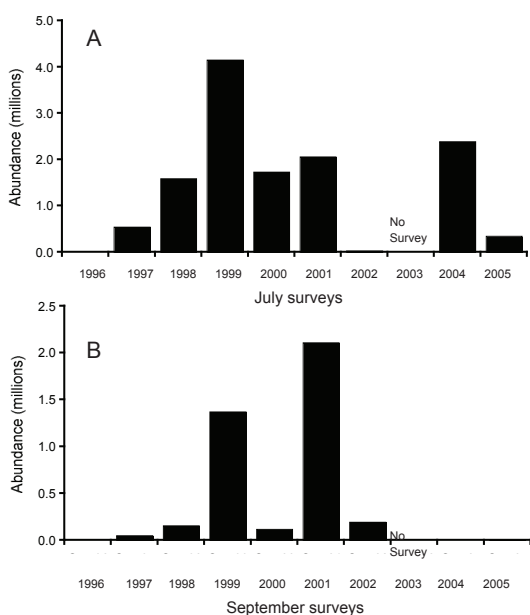 A
Abundance (millions)
5.0
4.0
3.0
2.0
1.0
0.0
No
Survey
1996 1997 1998 1999 2000 2001 2002 2003 2004 2005
July surveys
B
Abundance (millions)
2.5
2.0
1.5
1.0
0.5
0.0
No
Survey
1996 1997 1998 1999 2000 2001 2002 2003 2004 2005
September surveys